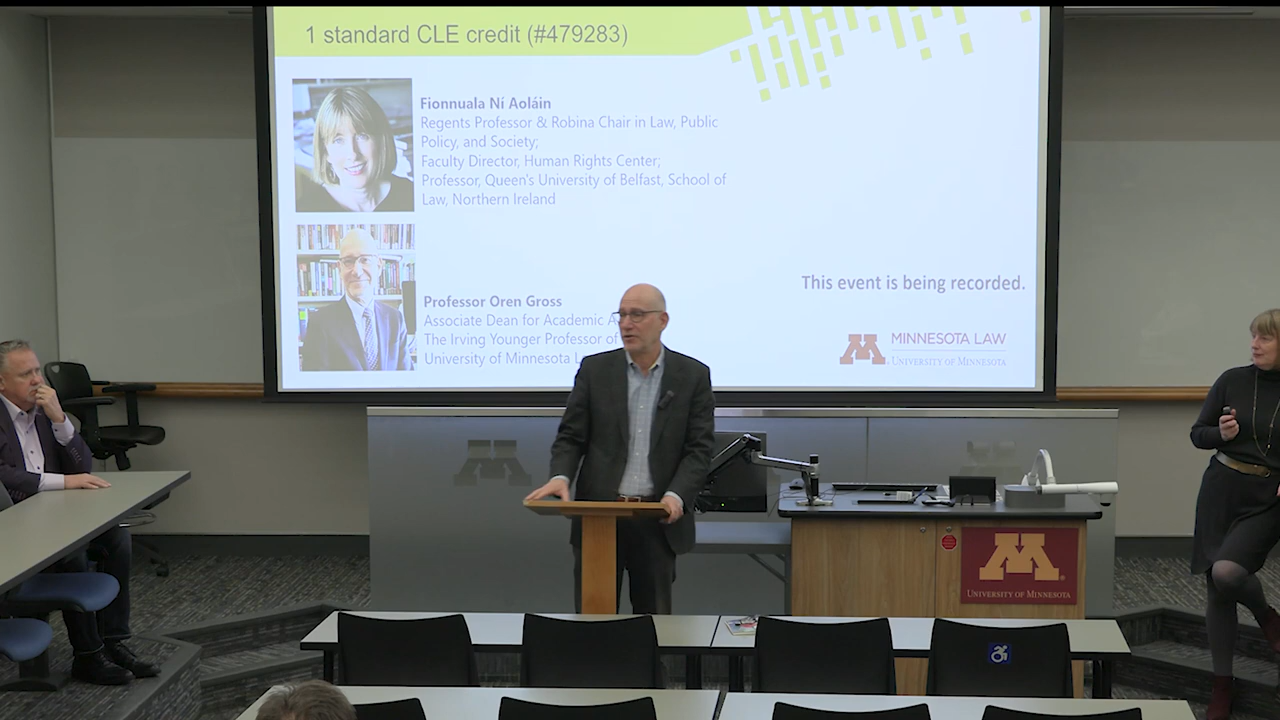 1 standard CLE credit (#479283)
Fionnuala Ní Aoláin
Regents Professor & Robina Chair in Law, Public
Policy, and Society;
Faculty Director, Human Rights Center;
Professor, Queen's University of Belfast, School of
Law, Northern Ireland
This event is being recorded.
Professor Oren Gross
Associate Dean for Academic
The Irving Younger Professor of
University of Minnesota
MINNESOTA LAW
UNIVERSITY OF MINNESOTA
M
UNIVERSITY OF MINNESOTA